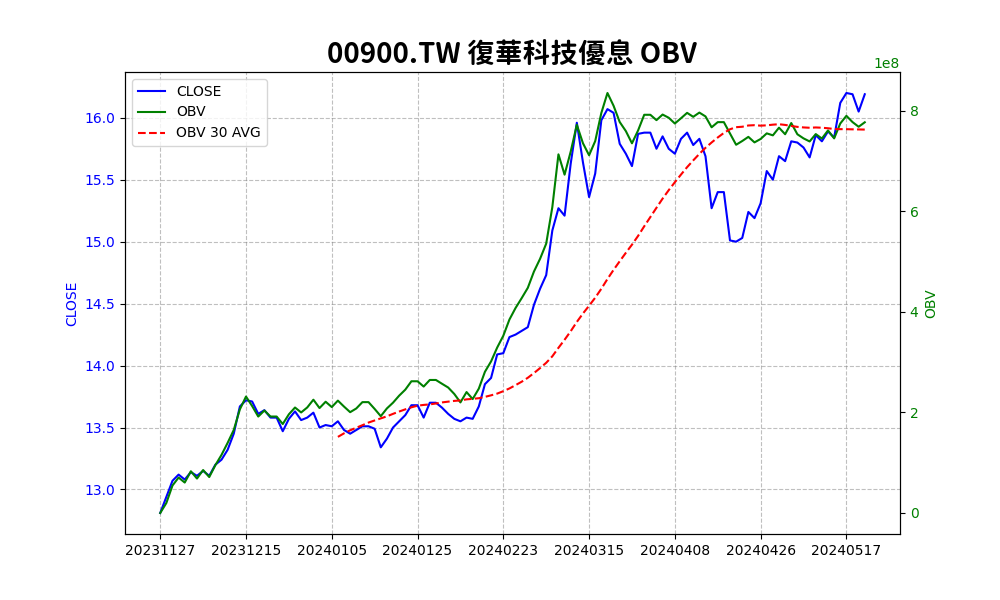 00900.TW 復華科技優息 OBV
1e8
CLOSE
OBV
OBV 30 AVG
16.0
15.5
15.0
14.5
14.0
13.5
13.0
CLOSE
8
6
4
2
0
OBV
20231127 20231215 20240105 20240125 20240223 20240315 20240408 20240426 20240517